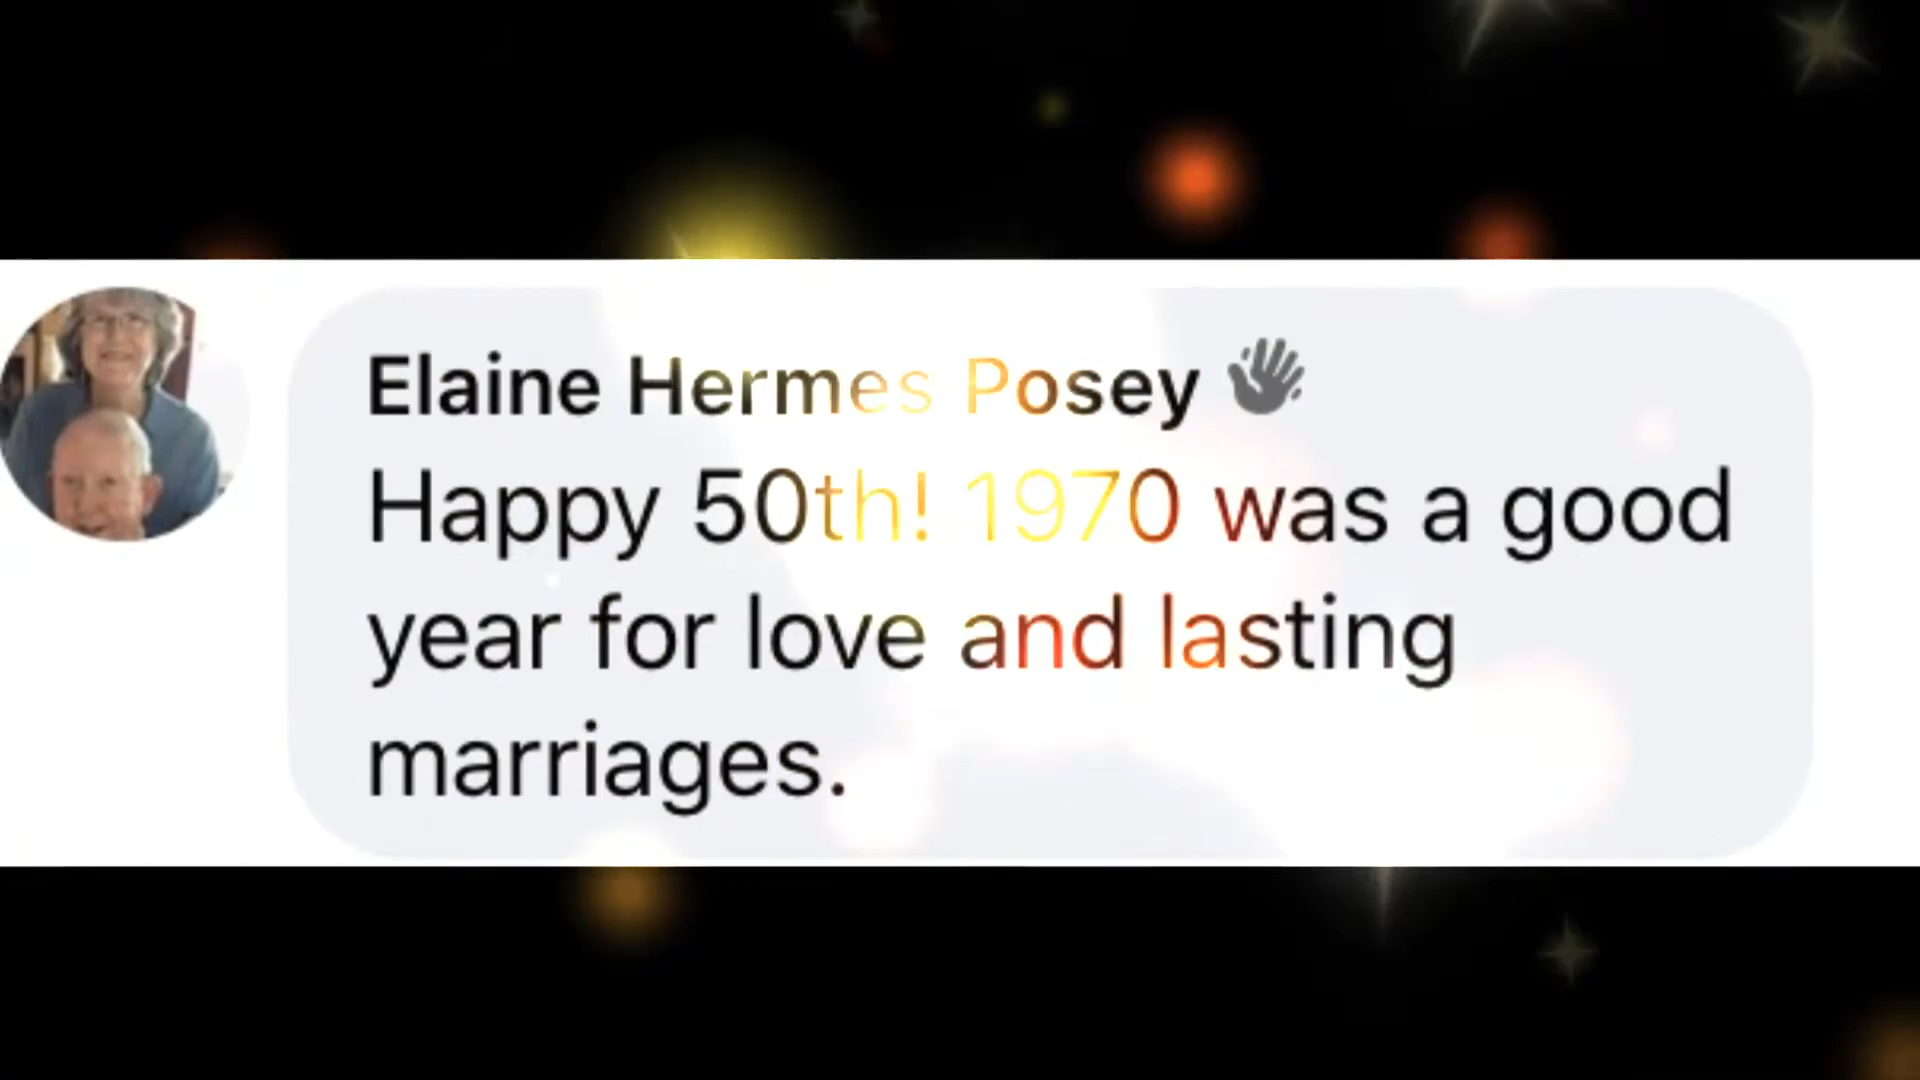 Elaine Hermes Posey
Happy 50th! 1970 was a good
year for love and lasting
marriages.